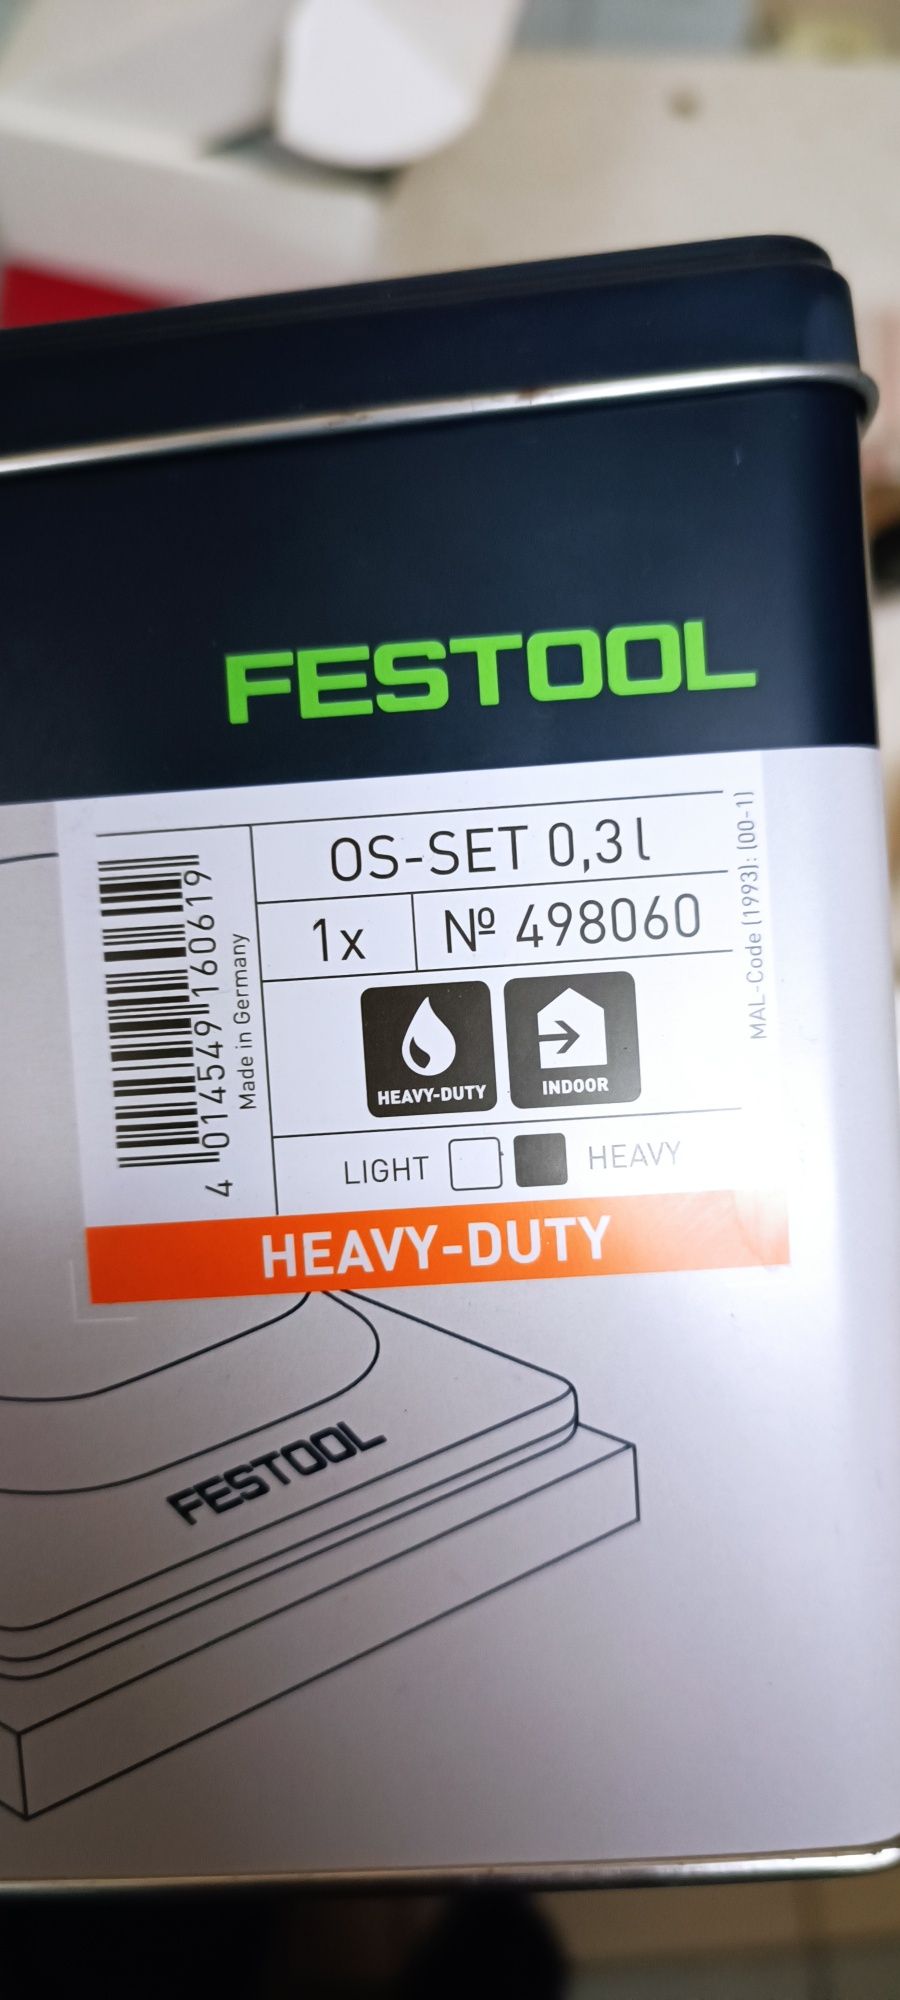 FESTOOL
OS-SET 0,3 l
1x
Nº 498060
MAL-Code (1993): (00-1)
4 014549 160619
Made in Germany
HEAVY-DUTY
INDOOR
LIGHT
HEAVY
HEAVY-DUTY
FESTOOL